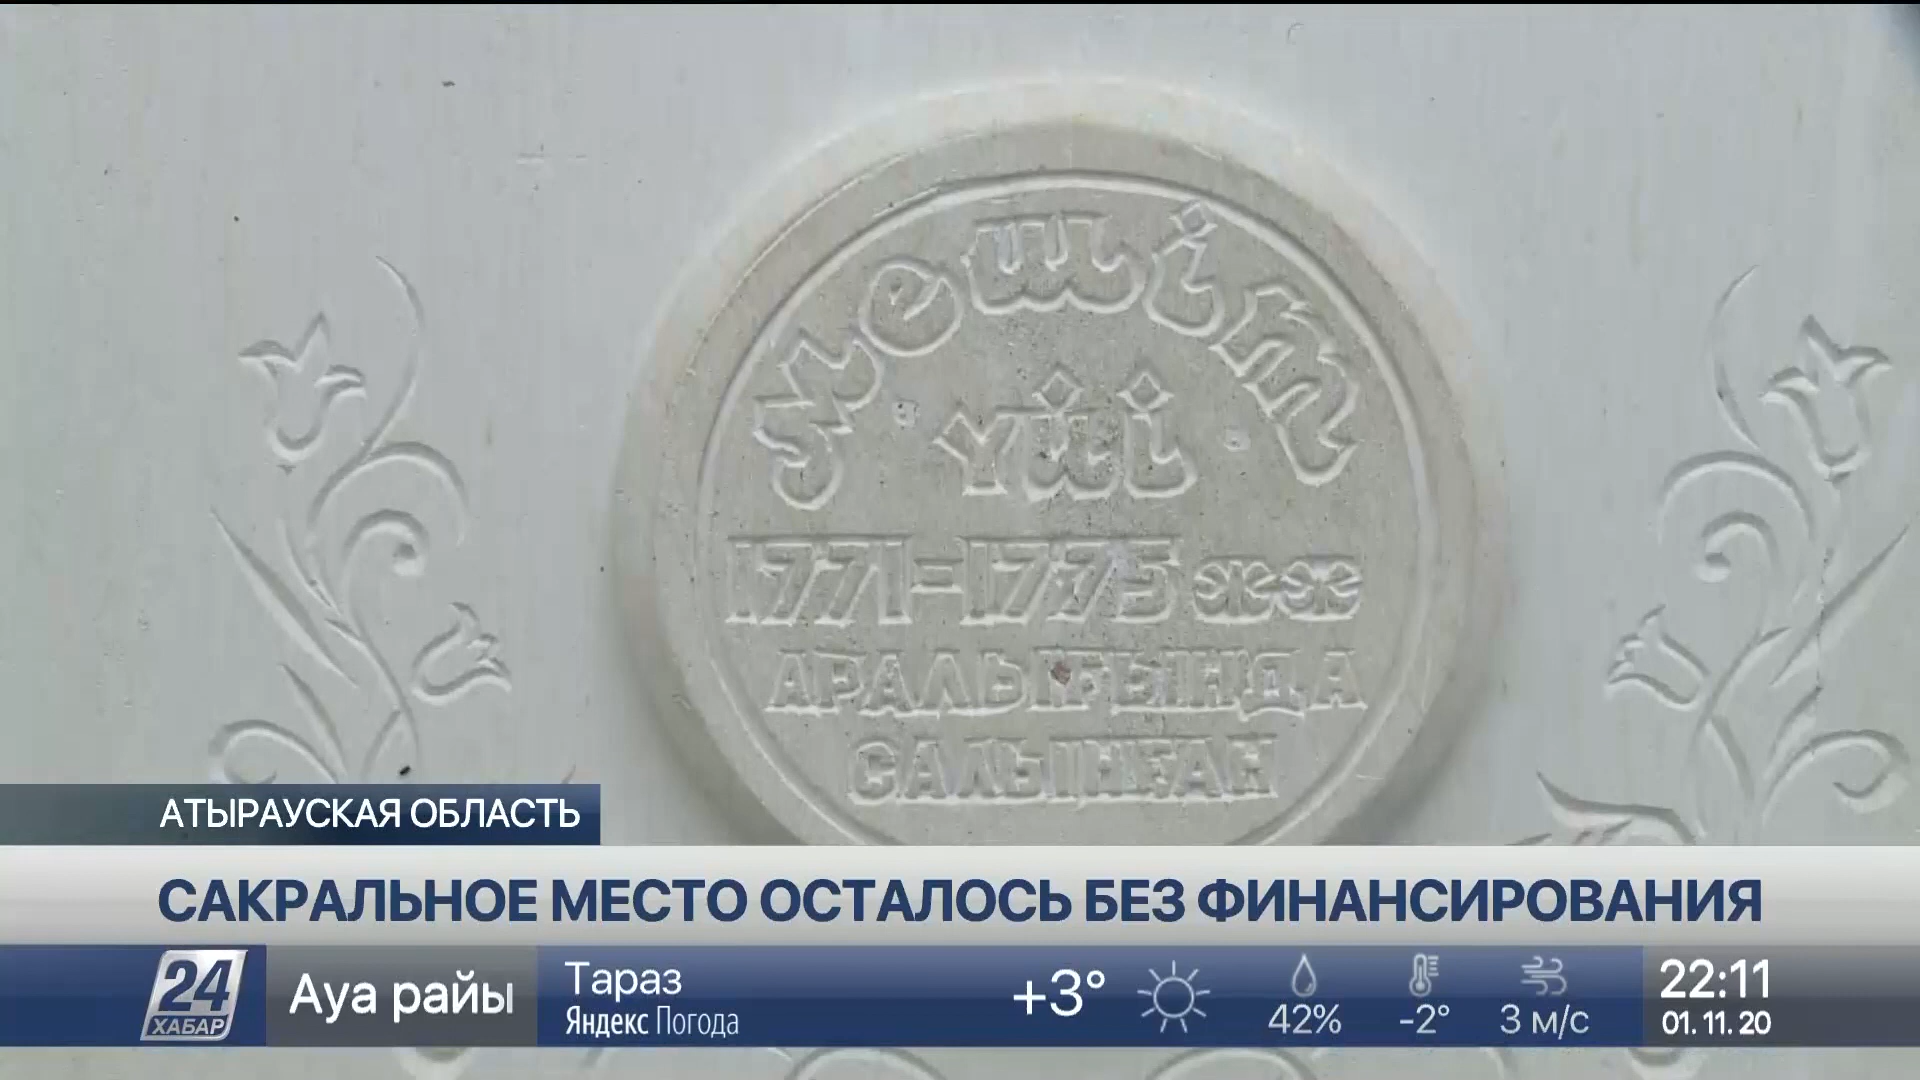 мешіт
үйі
1771=1775 жж
АРАЛЫҒЫНДА
САЛЫНҒАН
АТЫРАУСКАЯ ОБЛАСТЬ
САКРАЛЬНОЕ МЕСТО ОСТАЛОСЬ БЕЗ ФИНАНСИРОВАНИЯ
24 ХАБАР
Ауа райы
Тараз
Яндекс Погода
+3°
42%
-2°
3 м/с
22:11
01.11.20